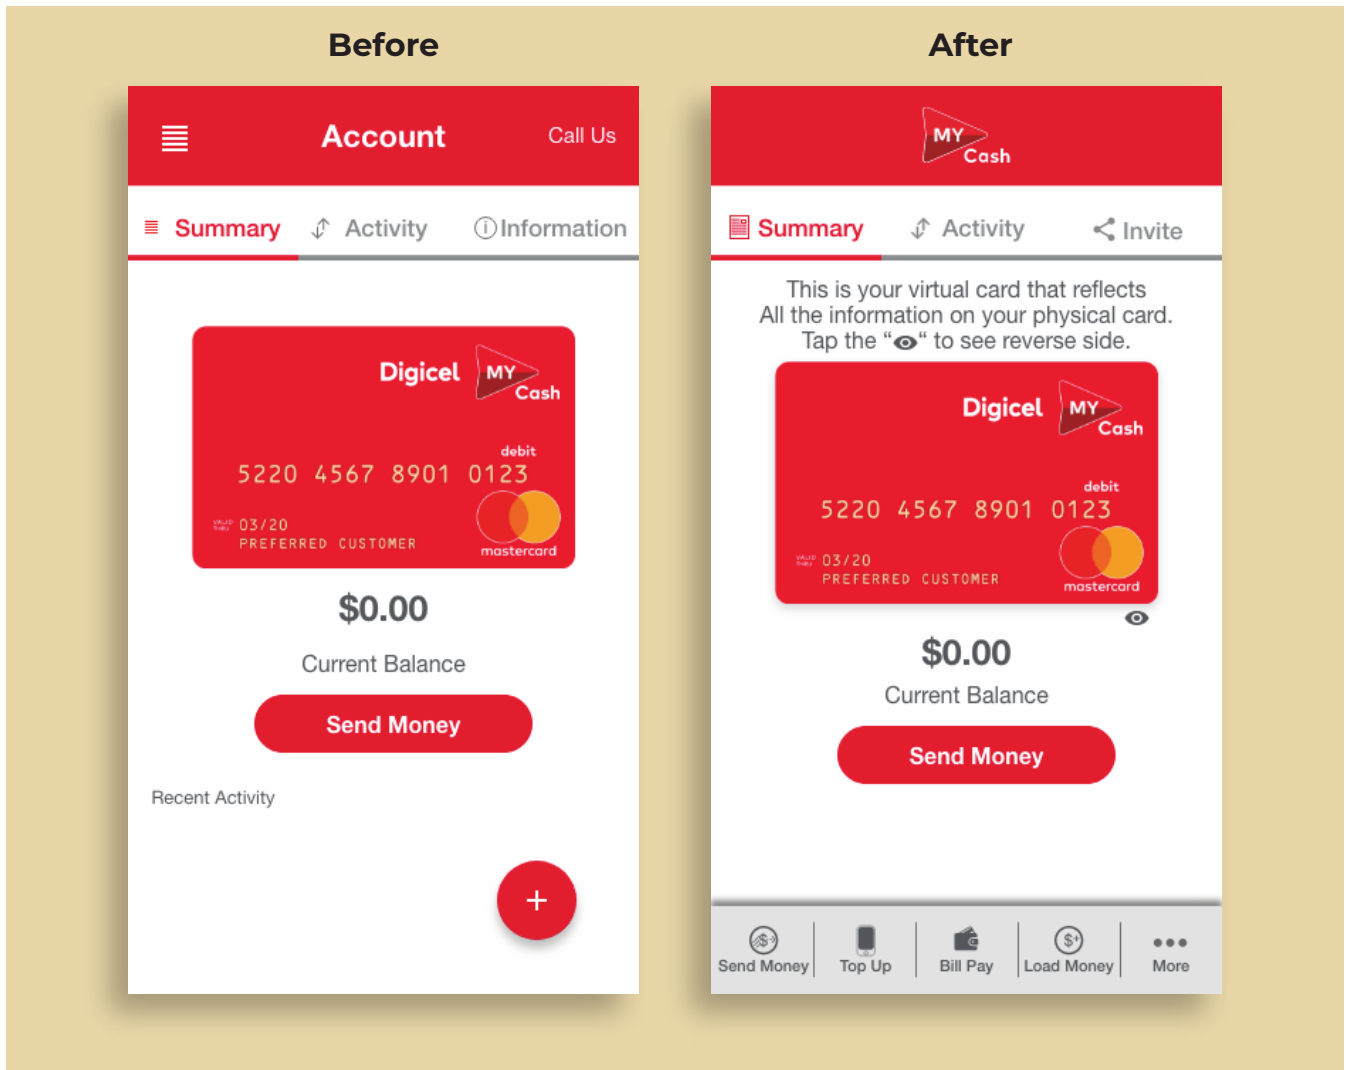 Before
Account
Call Us
Summary
Activity
Information
Digicel
MY
Cash
debit
5220 4567 8901 0123
VALID
THRU
03/20
PREFERRED CUSTOMER
mastercard
$0.00
Current Balance
Send Money
Recent Activity
+
After
MY
Cash
Summary
Activity
Invite
This is your virtual card that reflects
All the information on your physical card.
Tap the “ “ to see reverse side.
Digicel
MY
Cash
debit
5220 4567 8901 0123
VALID
THRU
03/20
PREFERRED CUSTOMER
mastercard
$0.00
Current Balance
Send Money
Send Money
Top Up
Bill Pay
Load Money
More